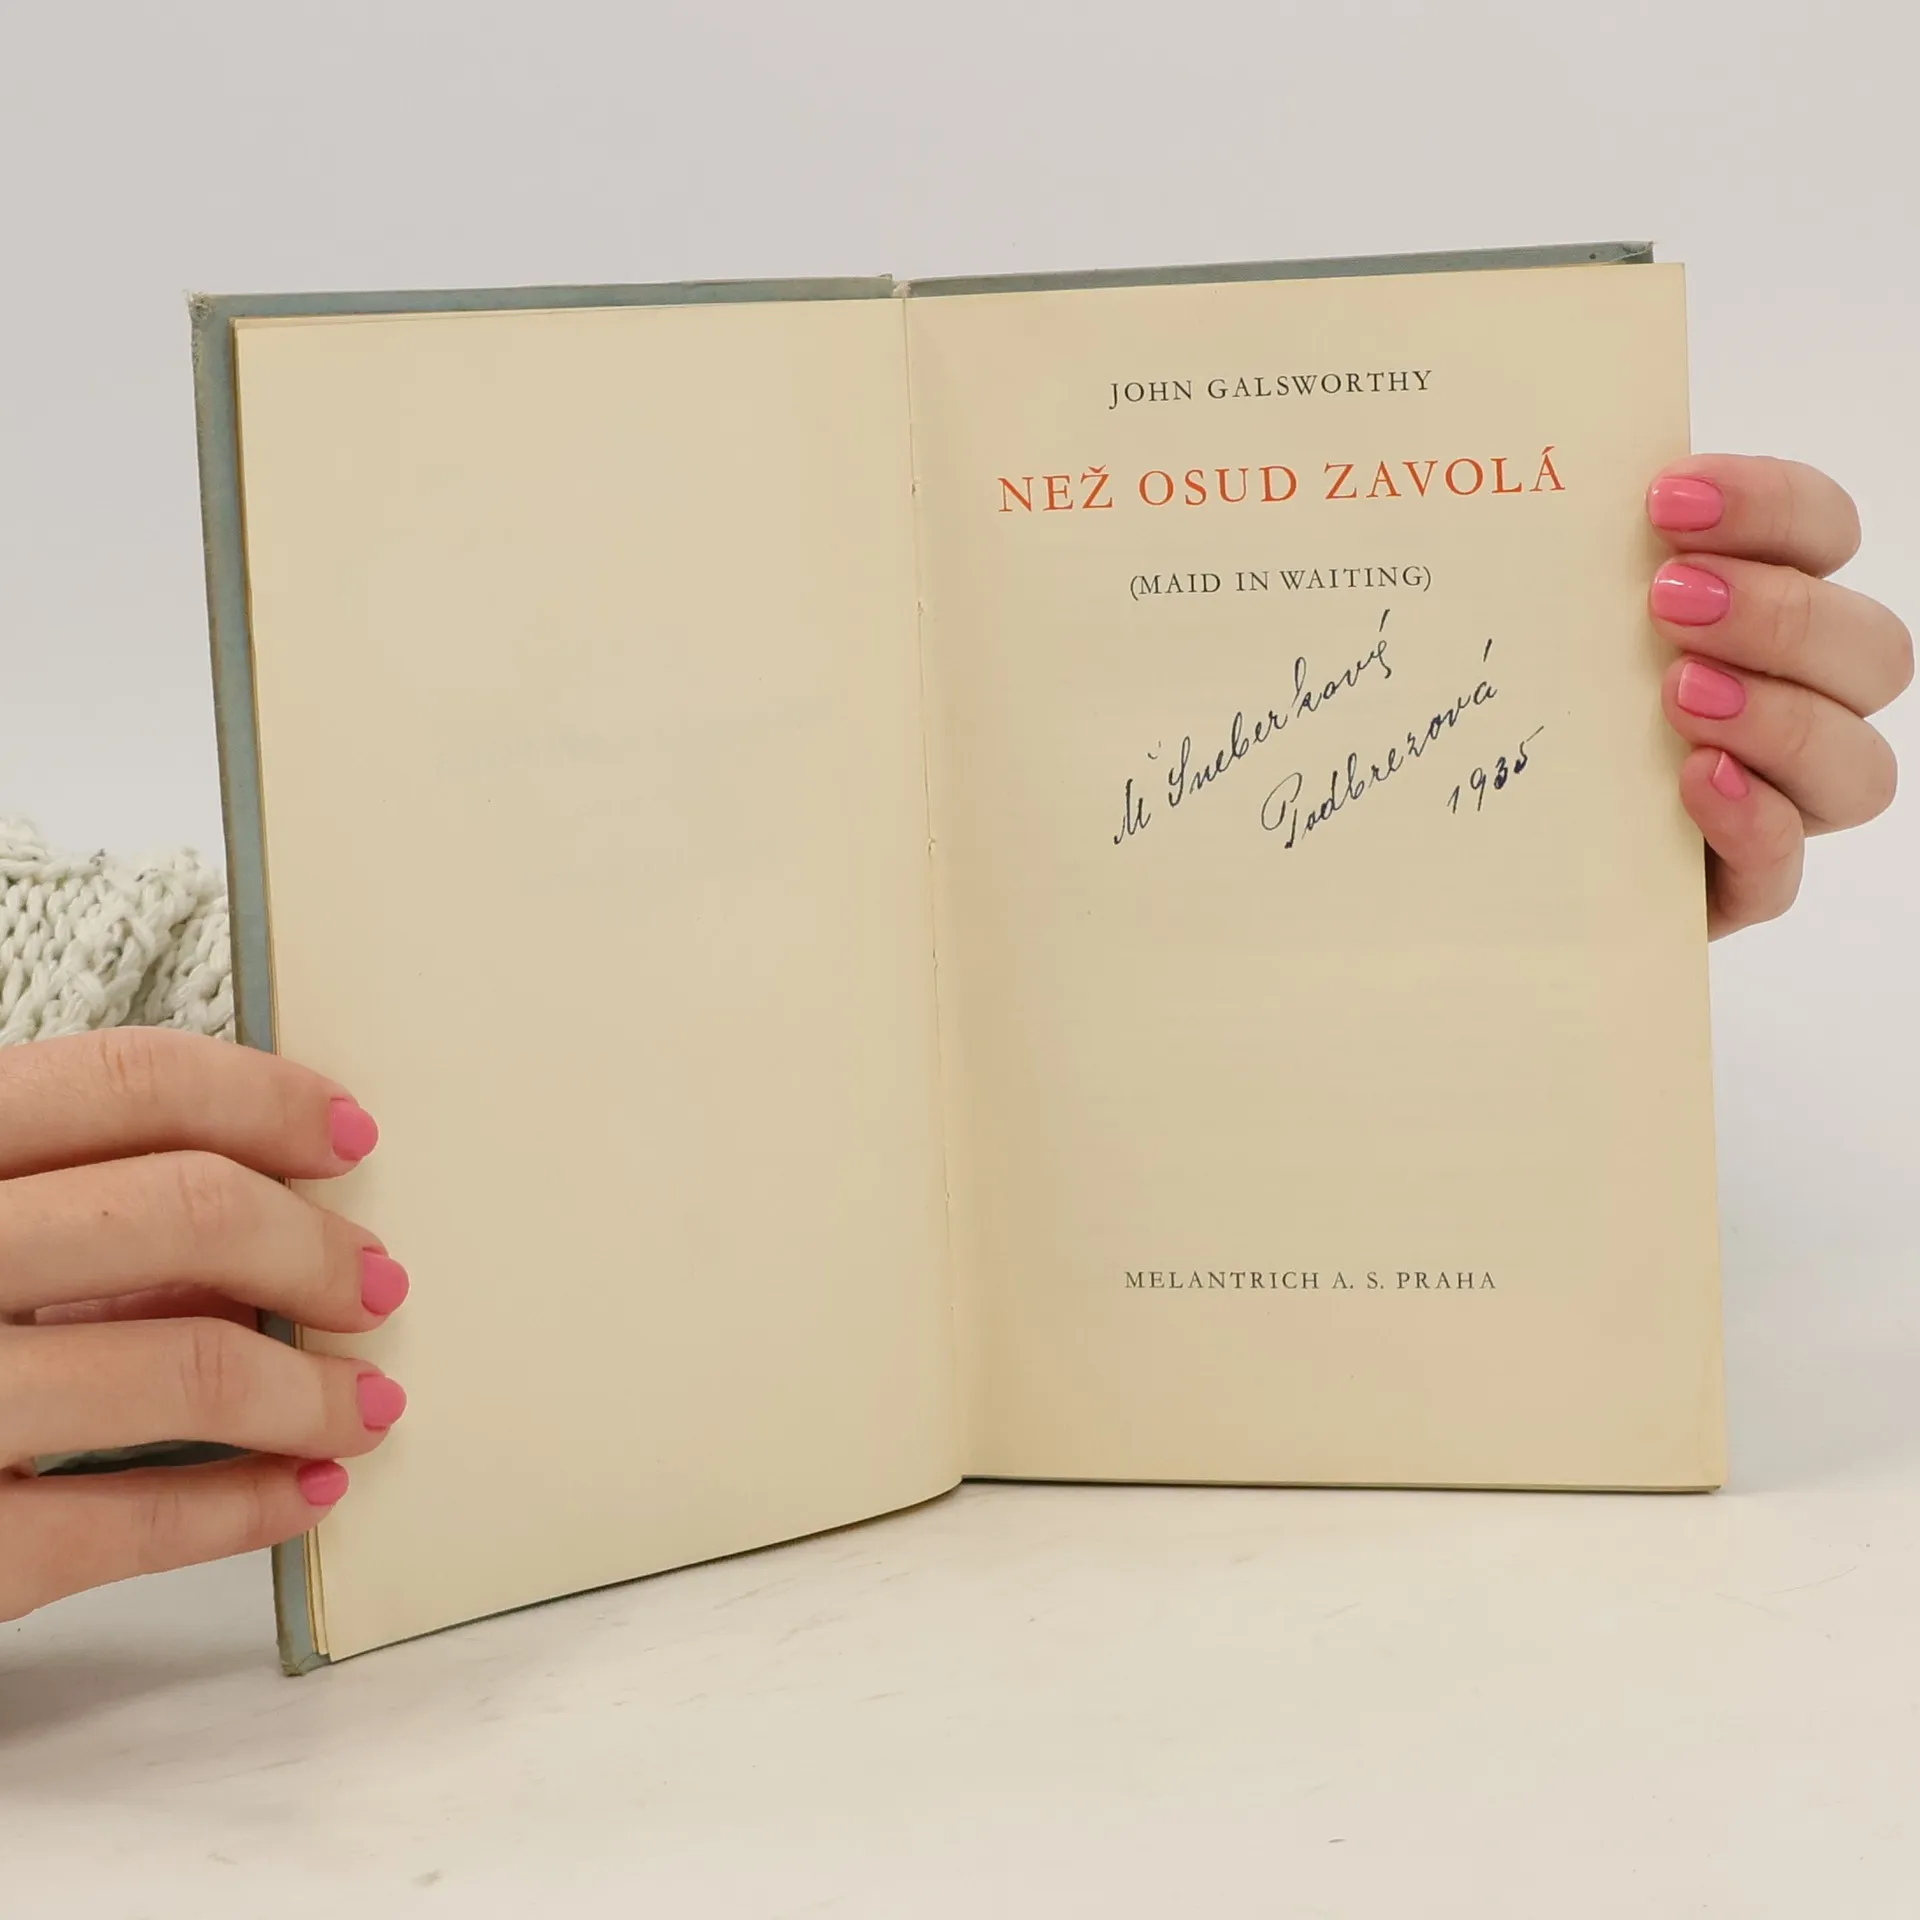 JOHN GALSWORTHY
NEŽ OSUD ZAVOLÁ
(MAID IN WAITING)
M Šneberková
Podbrezová
1935
MELANTRICH A. S. PRAHA